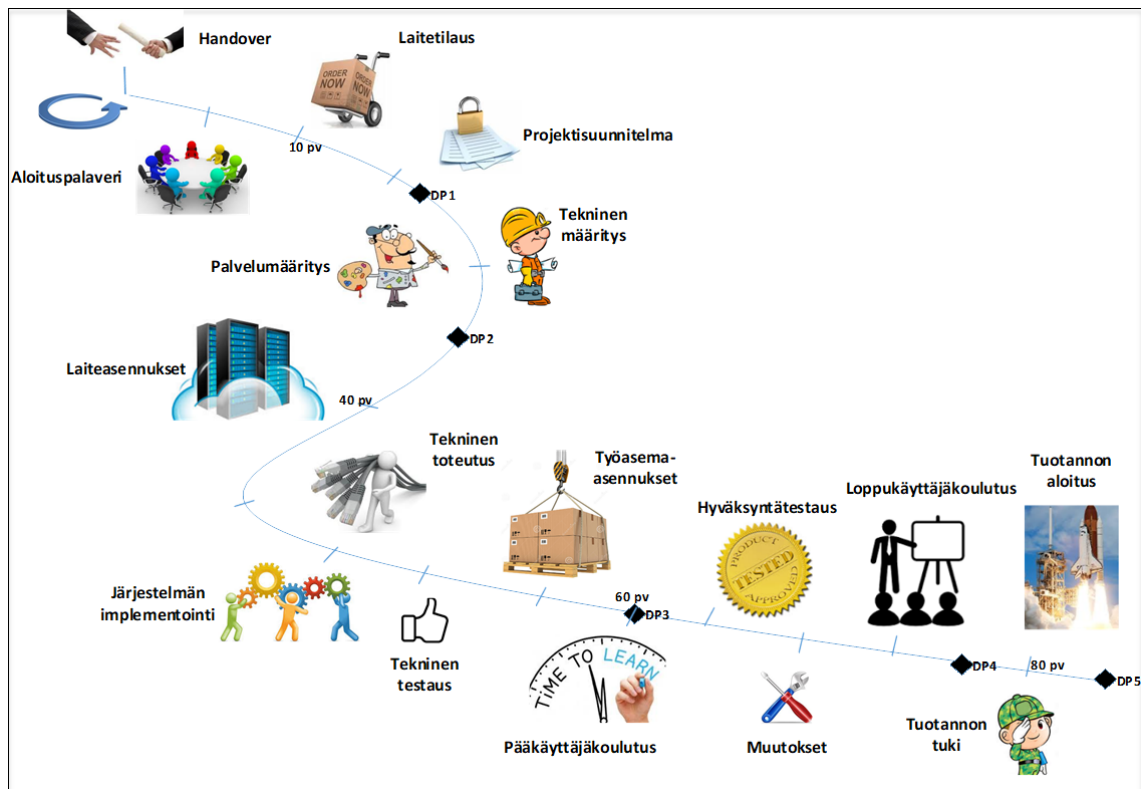 Handover
Laitetilaus
ORDER
NOW
ORDER
NOW
Projektisuunnitelma
10 pv
Aloituspalaveri
DP1
Tekninen
määritys
Palvelumääritys
DP2
Laiteasennukset
40 pv
Tekninen
toteutus
Työasema-
asennukset
Tuotannon
aloitus
Loppukäyttäjäkoulutus
Hyväksyntätestaus
PRODUCT
TESTED
APPROVED
Järjestelmän
implementointi
60 pv
DP3
Tekninen
testaus
TiME TO LEARN
DP4
80 pv
DP5
Pääkäyttäjäkoulutus
Muutokset
Tuotannon
tuki